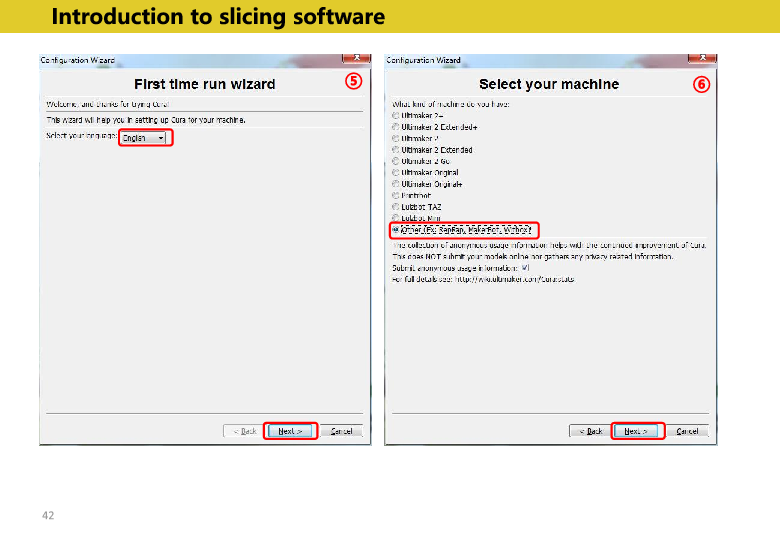 Introduction to slicing software
Configuration Wizard
First time run wizard
⑤
Welcome, and thanks for trying Cura!
This wizard will help you in setting up Cura for your machine.
Select your language: English
< Back Next > Cancel
Configuration Wizard
Select your machine
⑥
What kind of machine do you have:
Ultimaker 2+
Ultimaker 2 Extended+
Ultimaker 2
Ultimaker 2 Extended
Ultimaker 2 Go
Ultimaker Original
Ultimaker Original+
Printrbot
Lulzbot TAZ
Lulzbot Mini
Other (Ex: RepRap, MakerBot, Witbox)
The collection of anonymous usage information helps with the continued improvement of Cura.
This does NOT submit your models online nor gathers any privacy related information.
Submit anonymous usage information:
For full details see: http://wiki.ultimaker.com/Cura:stats
< Back Next > Cancel
42